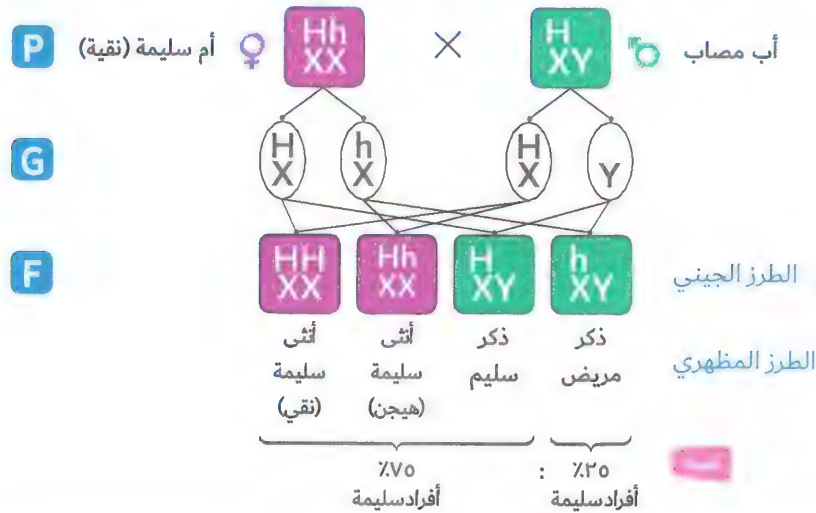 P أم سليمة (نقية) ♀ Hh XX × H XY ♂ أب مصاب
G H X h X H X Y
F HH XX Hh XX H XY h XY الطرز الجيني
أنثى أنثى ذكر ذكر
سليمة سليمة سليم مريض الطرز المظهري
(نقي) (هيجن)
٧٥٪ : ٢٥٪
أفرادسليمة أفرادسليمة